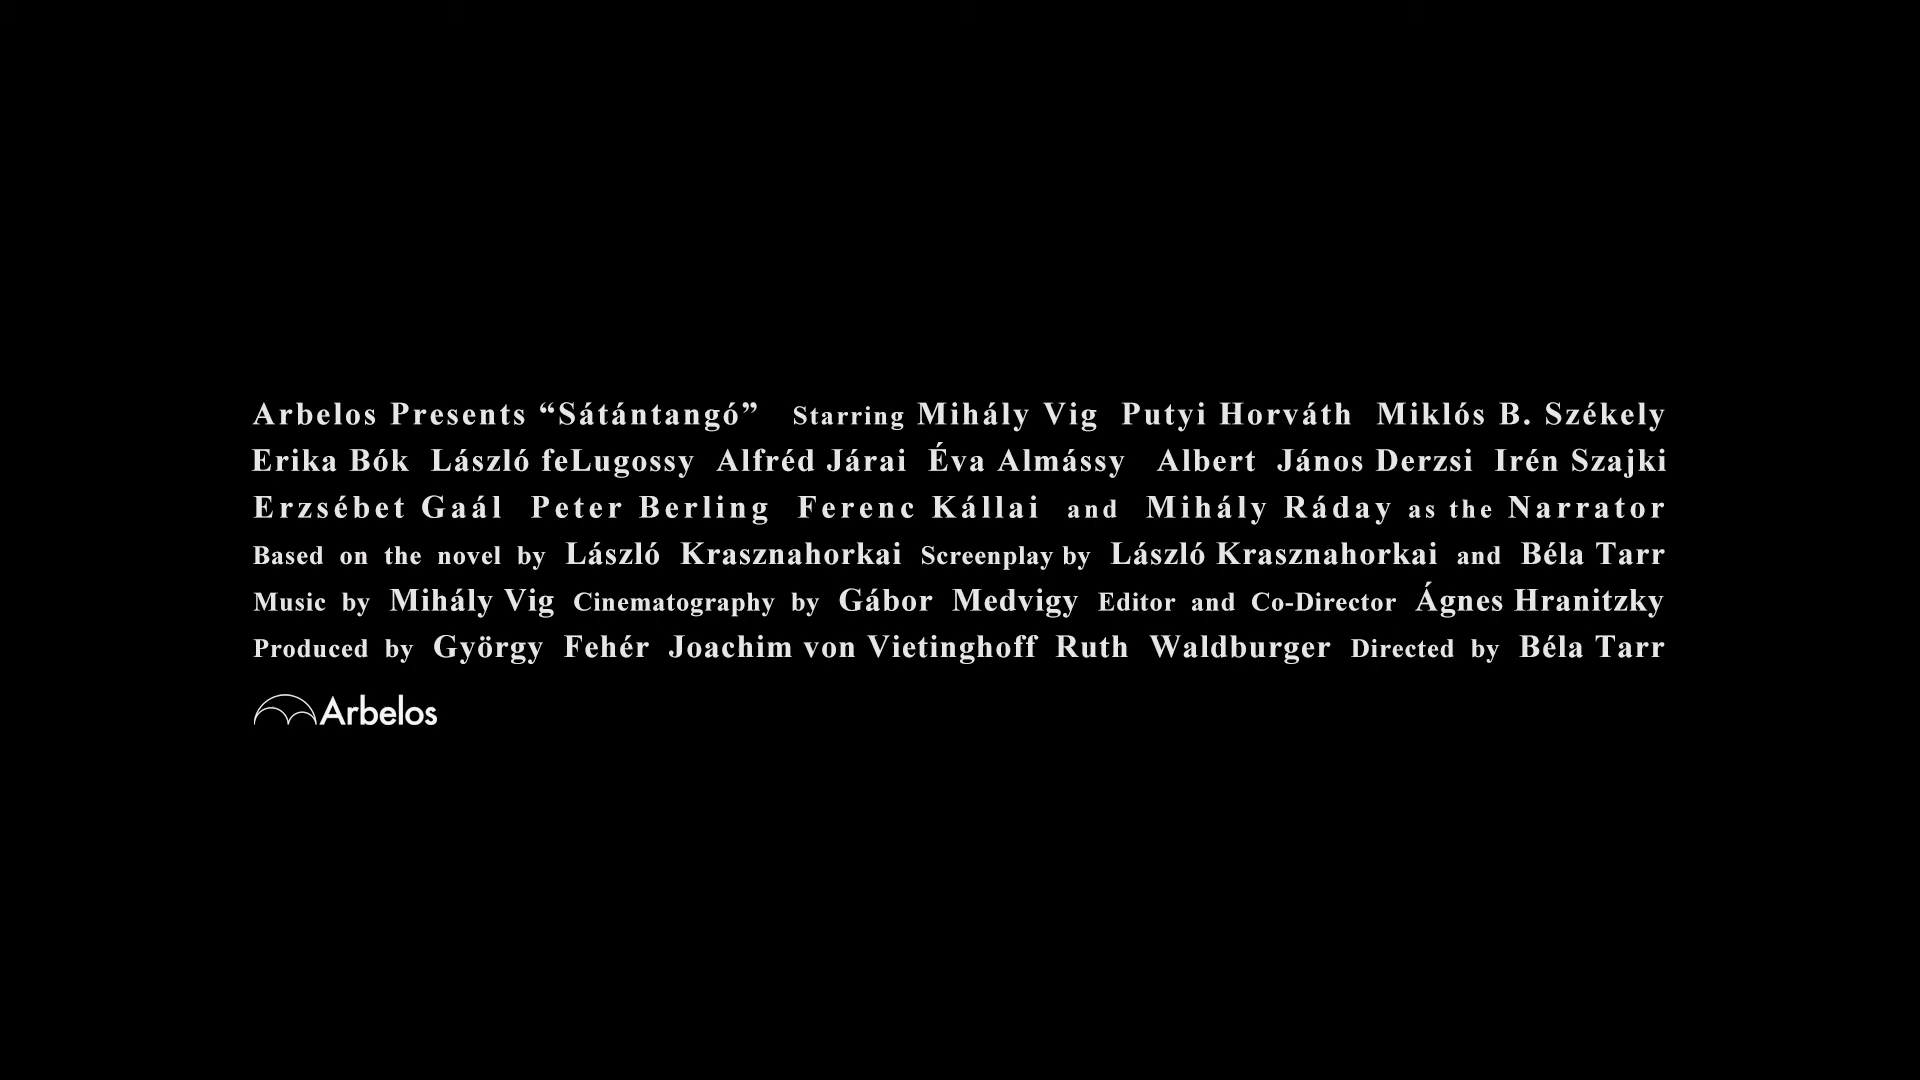 Arbelos Presents “Sátántangó” Starring Mihály Vig Putyi Horváth Miklós B. Székely
Erika Bók László feLugossy Alfréd Járai Éva Almássy Albert János Derzsi Irén Szajki
Erzsébet Gaál Peter Berling Ferenc Kállai and Mihály Ráday as the Narrator
Based on the novel by László Krasznahorkai Screenplay by László Krasznahorkai and Béla Tarr
Music by Mihály Vig Cinematography by Gábor Medvigy Editor and Co-Director Ágnes Hranitzky
Produced by György Fehér Joachim von Vietinghoff Ruth Waldburger Directed by Béla Tarr
Arbelos